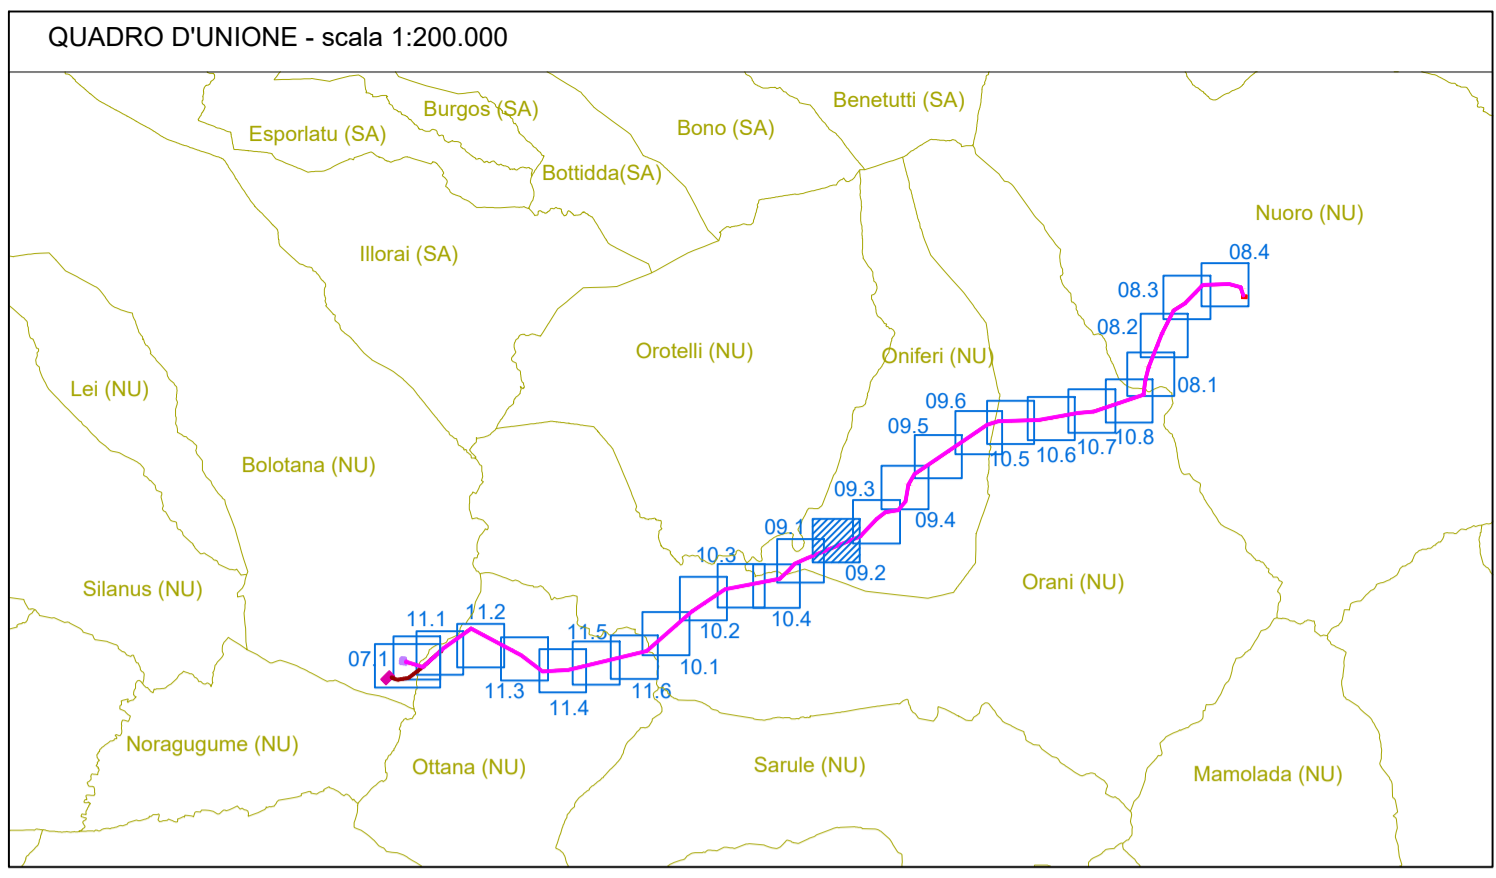 QUADRO D'UNIONE - scala 1:200.000
Benetutti (SA)
Burgos (SA)
Bono (SA)
Esporlatu (SA)
Bottidda(SA)
Nuoro (NU)
Illorai (SA)
08.4
08.3
08.2
Orotelli (NU)
Oniferi (NU)
08.1
Lei (NU)
09.6
09.5
10.8
10.7
10.6
10.5
Bolotana (NU)
09.3
09.4
09.1
10.3
09.2
Orani (NU)
Silanus (NU)
11.1
11.2
10.4
10.2
11.5
07.1
10.1
11.3
11.6
11.4
Noragugume (NU)
Ottana (NU)
Sarule (NU)
Mamolada (NU)